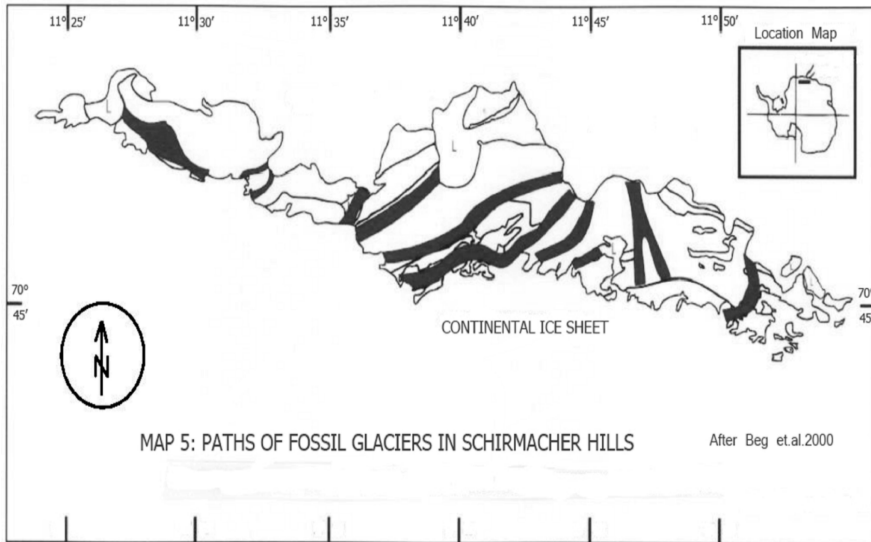 11° 25′ 11° 30′ 11° 35′ 11° 40′ 11° 45′ 11° 50′
Location Map
L
L
L
70°
45′
70°
45′
CONTINENTAL ICE SHEET
N
MAP 5: PATHS OF FOSSIL GLACIERS IN SCHIRMACHER HILLS
After Beg et.al.2000